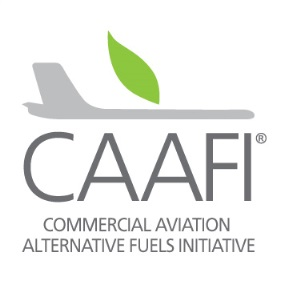 CAAFI®
COMMERCIAL AVIATION
ALTERNATIVE FUELS INITIATIVE